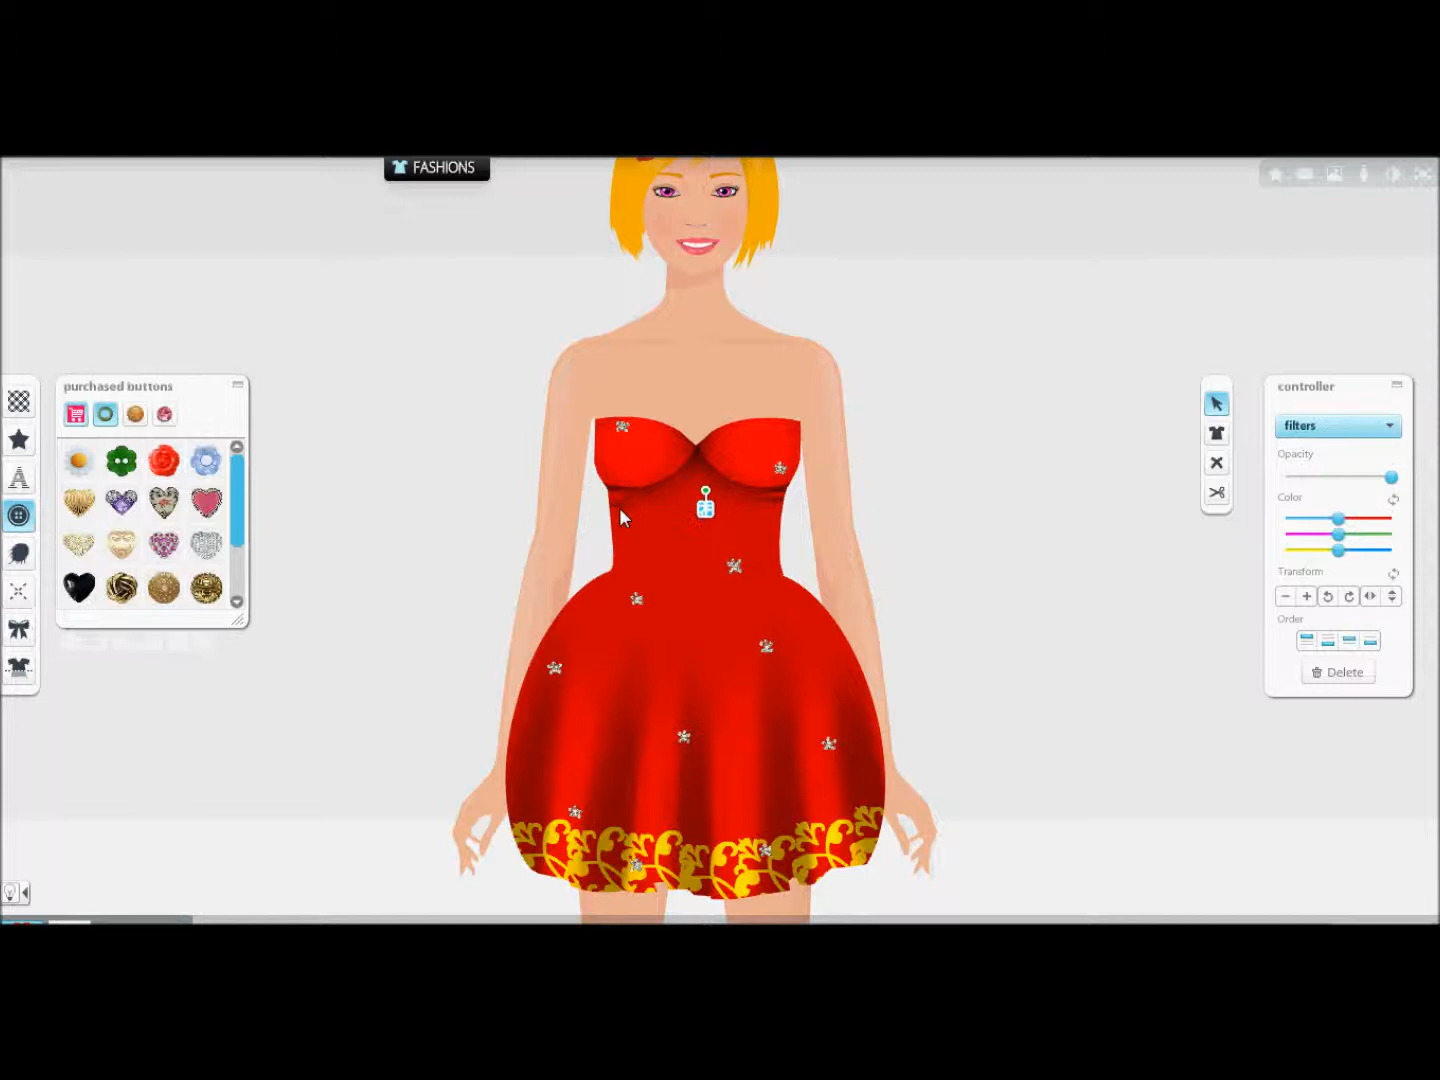 FASHIONS
purchased buttons
controller
filters
Opacity
Color
Transform
Order
Delete